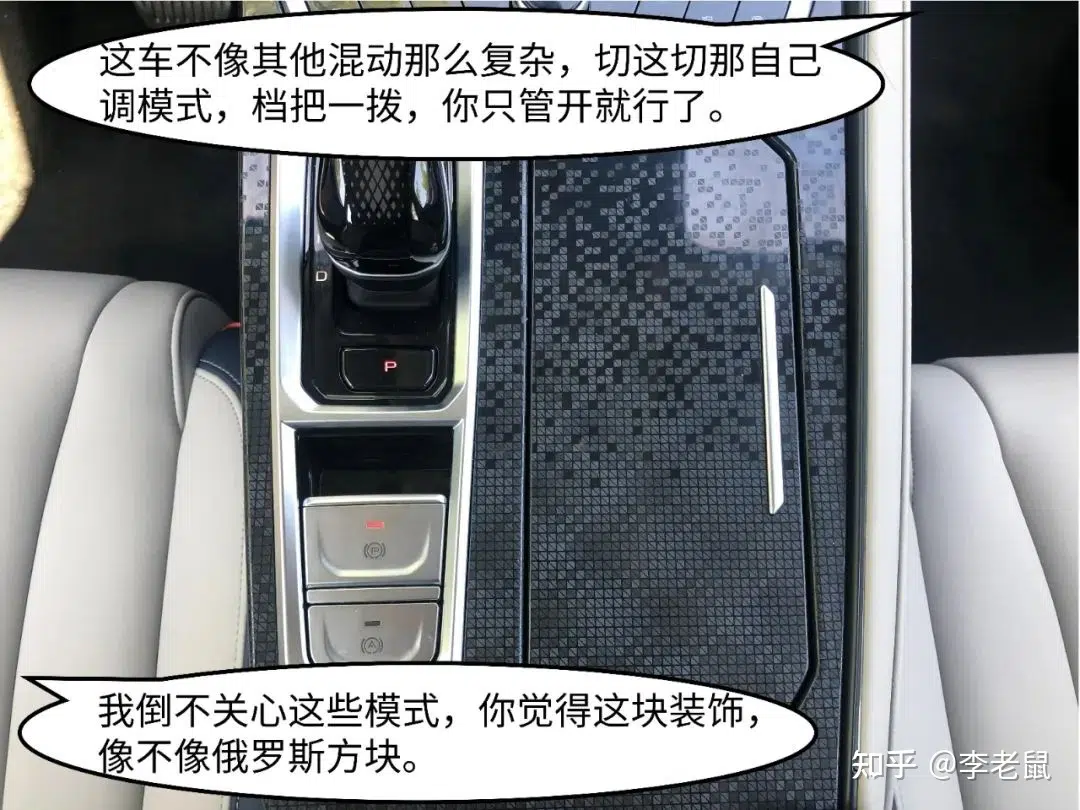 这车不像其他混动那么复杂，切这切那自己
调模式，档把一拨，你只管开就行了。
D
P
P
A
我倒不关心这些模式，你觉得这块装饰，
像不像俄罗斯方块。
知乎 @李老鼠